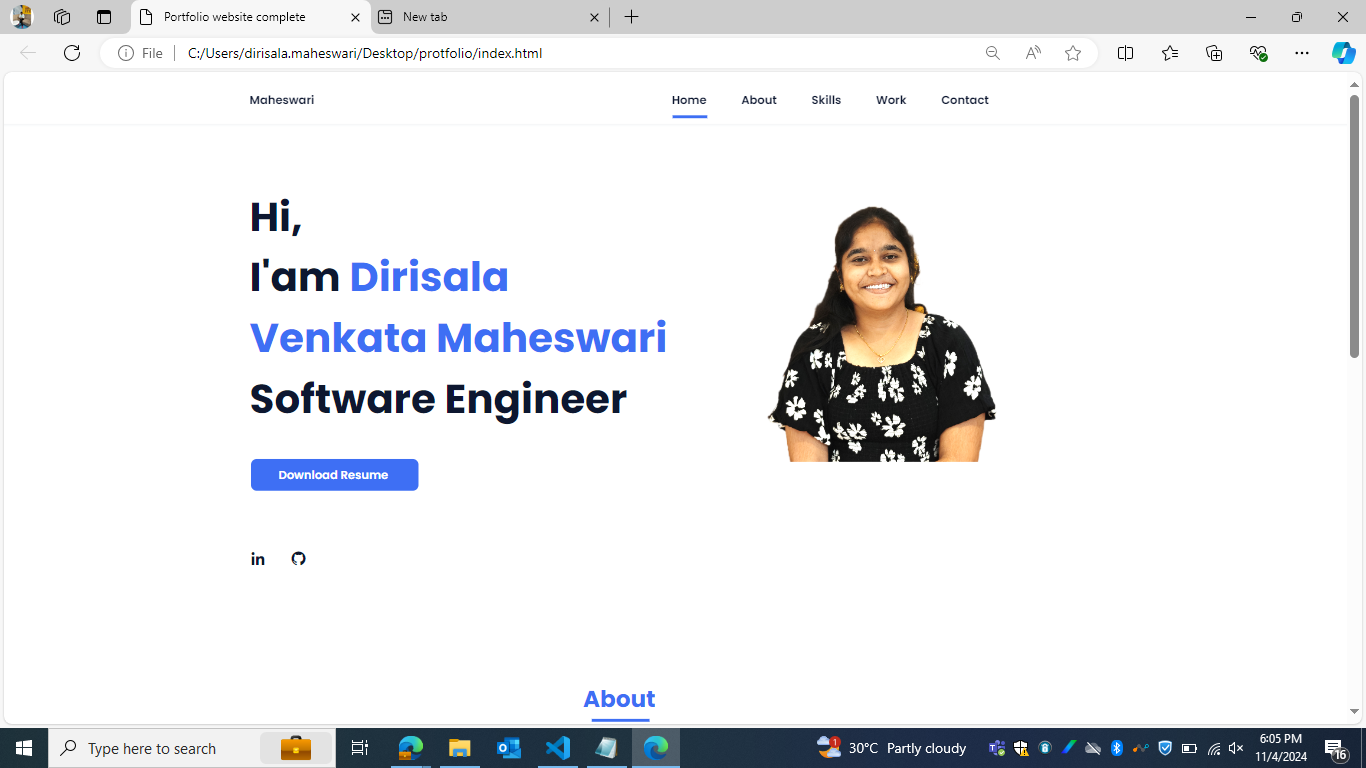 Portfolio website complete
New tab
File
C:/Users/dirisala.maheswari/Desktop/protfolio/index.html
Maheswari
Home
About
Skills
Work
Contact
Hi,
I'am Dirisala
Venkata Maheswari
Software Engineer
Download Resume
in
About
Type here to search
1
30°C Partly cloudy
6:05 PM
11/4/2024
16